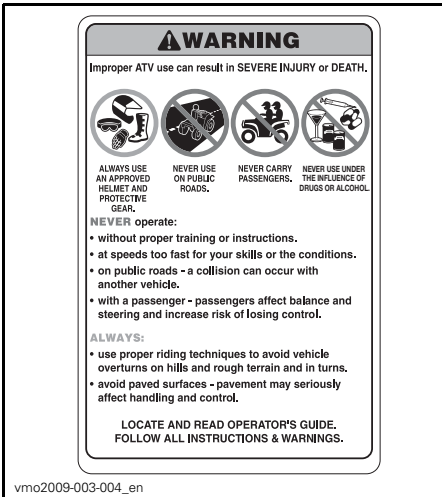 WARNING
Improper ATV use can result in SEVERE INJURY or DEATH.
ALWAYS USE
AN APPROVED
HELMET AND
PROTECTIVE
GEAR.
NEVER USE
ON PUBLIC
ROADS.
NEVER CARRY
PASSENGERS.
NEVER USE UNDER
THE INFLUENCE OF
DRUGS OR ALCOHOL
NEVER operate:
• without proper training or instructions.
• at speeds too fast for your skills or the conditions.
• on public roads - a collision can occur with
another vehicle.
• with a passenger - passengers affect balance and
steering and increase risk of losing control.
ALWAYS:
• use proper riding techniques to avoid vehicle
overturns on hills and rough terrain and in turns.
• avoid paved surfaces - pavement may seriously
affect handling and control.
LOCATE AND READ OPERATOR'S GUIDE.
FOLLOW ALL INSTRUCTIONS & WARNINGS.
vmo2009-003-004_en